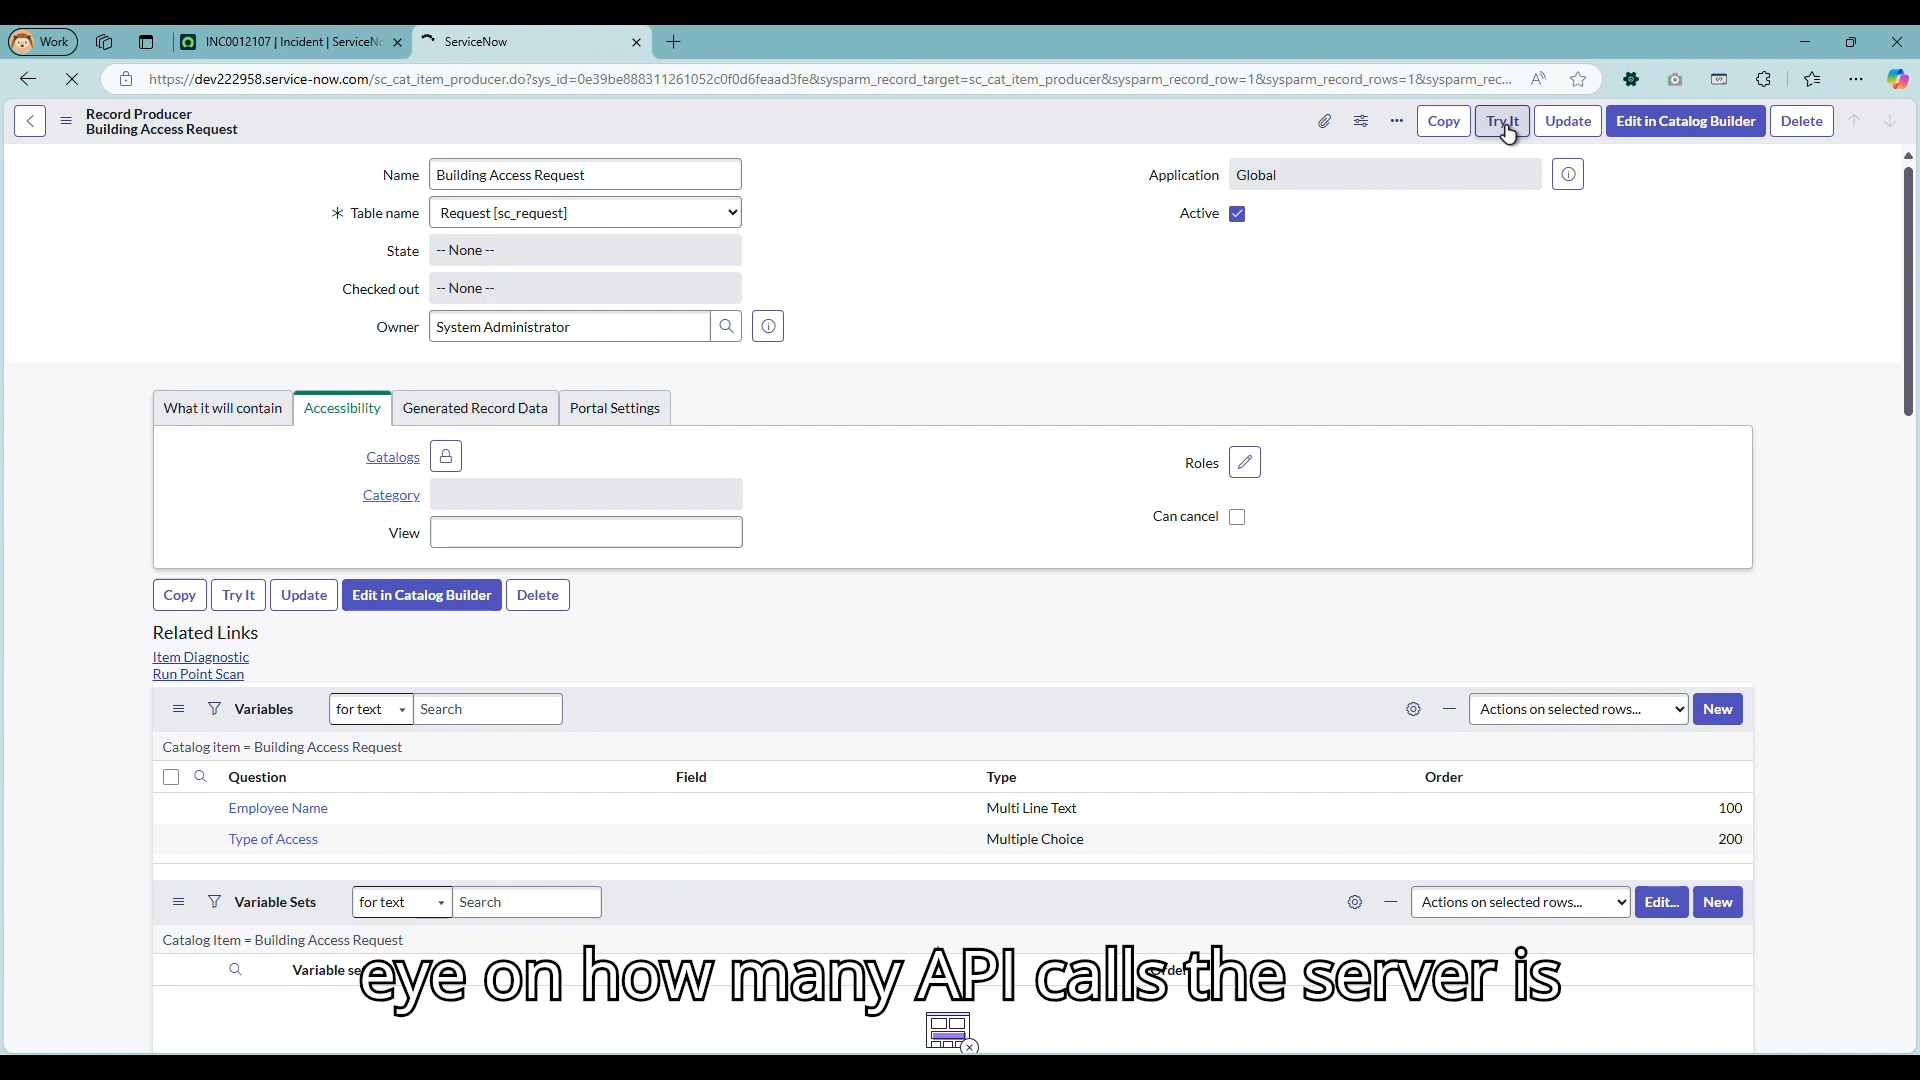 Work
INC0012107 | Incident | ServiceNo
ServiceNow
https://dev222958.service-now.com/sc_cat_item_producer.do?sys_id=0e39be888311261052c0f0d6feaad3fe&sysparm_record_target=sc_cat_item_producer&sysparm_record_row=1&sysparm_record_rows=1&sysparm_rec...
Record Producer
Building Access Request
Copy
Try It
Update
Edit in Catalog Builder
Delete
Name
Building Access Request
Application
Global
Table name
Request [sc_request]
Active
State
-- None --
Checked out
-- None --
Owner
System Administrator
What it will contain
Accessibility
Generated Record Data
Portal Settings
Catalogs
Roles
Category
View
Can cancel
Copy
Try It
Update
Edit in Catalog Builder
Delete
Related Links
Item Diagnostic
Run Point Scan
Variables
for text
Search
Actions on selected rows...
New
Catalog item = Building Access Request
Question
Field
Type
Order
Employee Name
Multi Line Text
100
Type of Access
Multiple Choice
200
Variable Sets
for text
Search
Actions on selected rows...
Edit...
New
Catalog Item = Building Access Request
Variable se
Order
eye on how many API calls the server is